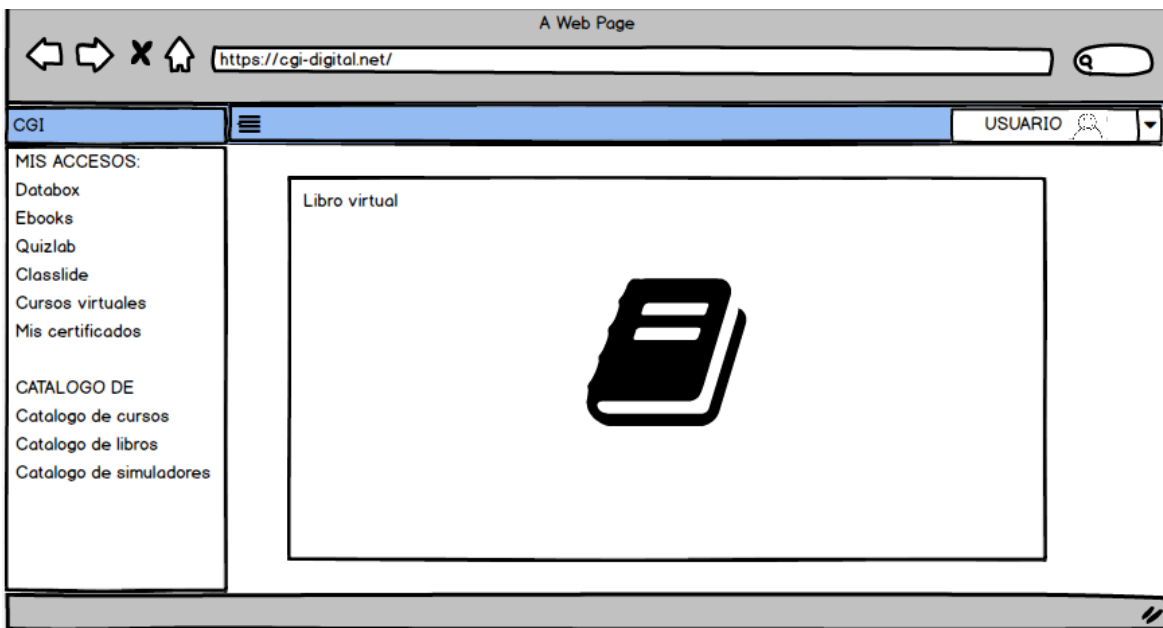 A Web Page
https://cgi-digital.net/
CGI
USUARIO
MIS ACCESOS:
Databox
Ebooks
Quizlab
Classlide
Cursos virtuales
Mis certificados
CATALOGO DE
Catalogo de cursos
Catalogo de libros
Catalogo de simuladores
Libro virtual